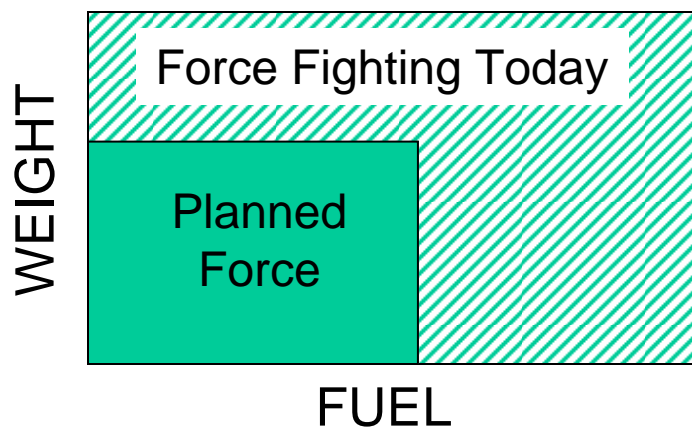 Force Fighting Today
WEIGHT
Planned
Force
FUEL